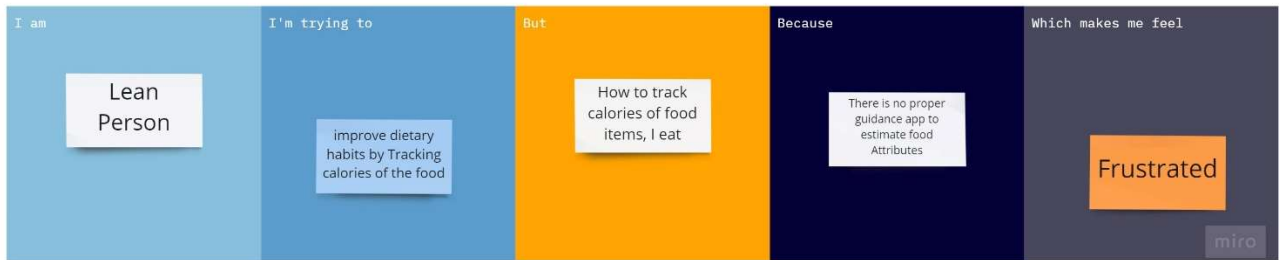 I am
Lean
Person
I'm trying to
improve dietary
habits by Tracking
calories of the food
But
How to track
calories of food
items, I eat
Because
There is no proper
guidance app to
estimate food
Attributes
Which makes me feel
Frustrated
miro